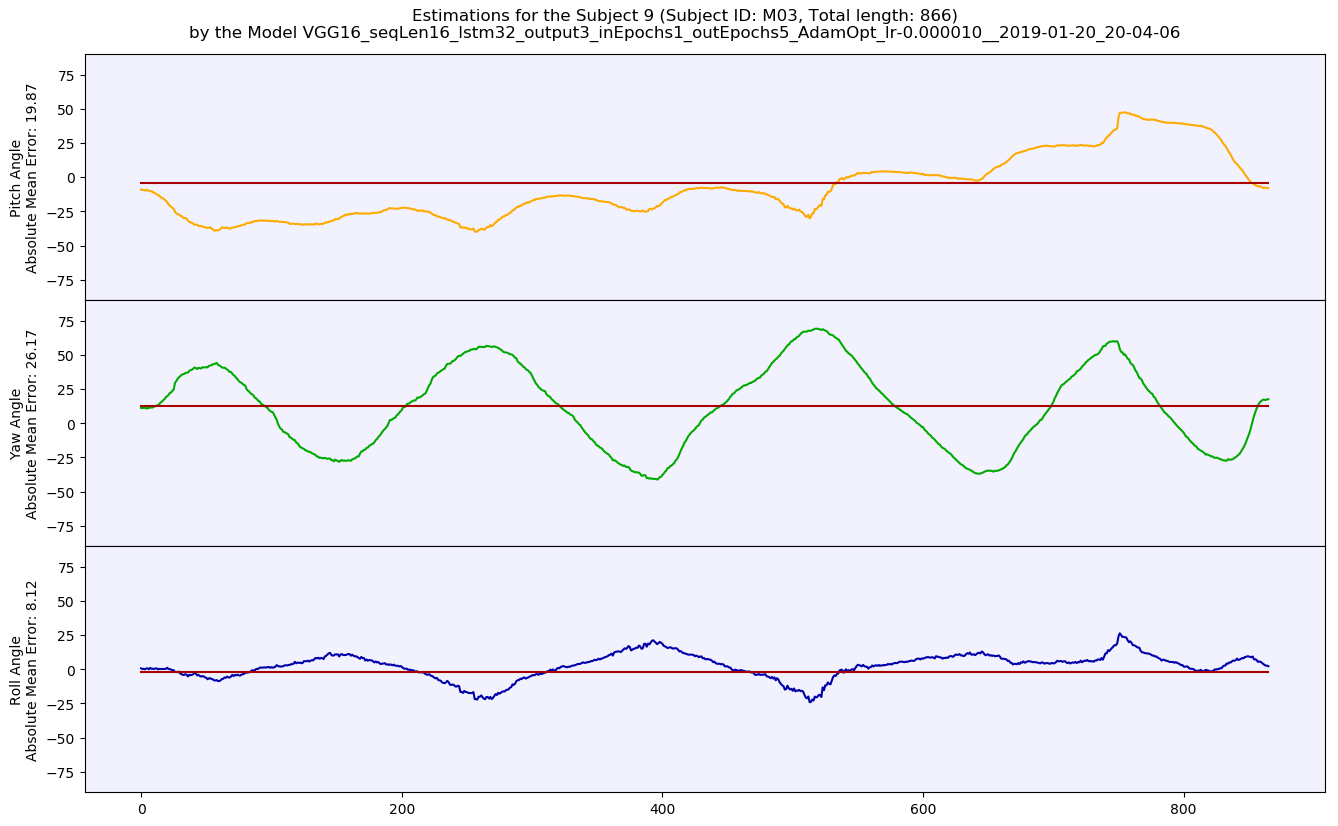 Estimations for the Subject 9 (Subject ID: M03, Total length: 866)
by the Model VGG16_seqLen16_lstm32_output3_inEpochs1_outEpochs5_AdamOpt_lr-0.000010__2019-01-20_20-04-06
Pitch Angle
Absolute Mean Error: 19.87
75
50
25
0
−25
−50
−75
Yaw Angle
Absolute Mean Error: 26.17
75
50
25
0
−25
−50
−75
Roll Angle
Absolute Mean Error: 8.12
75
50
25
0
−25
−50
−75
0 200 400 600 800